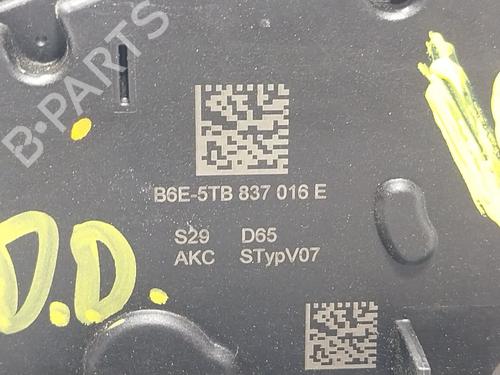 B-PARTS
B6E-5TB 837 016 E
S29 D65
AKC STypV07
D.D.